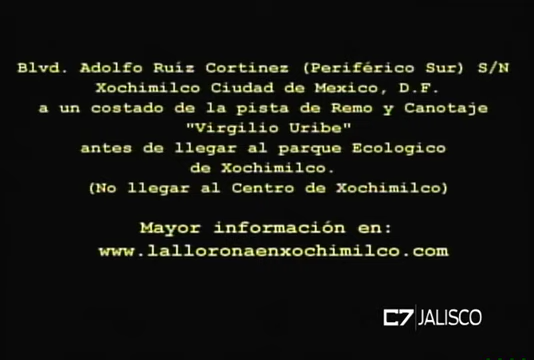 Blvd. Adolfo Ruíz Cortinez (Periférico Sur) S/N
Xochimilco Ciudad de Mexico, D.F.
a un costado de la pista de Remo y Canotaje
"Virgilio Uribe"
antes de llegar al parque Ecologico
de Xochimilco.
(No llegar al Centro de Xochimilco)
Mayor información en:
www.lalloronaenxochimilco.com
C7 JALISCO